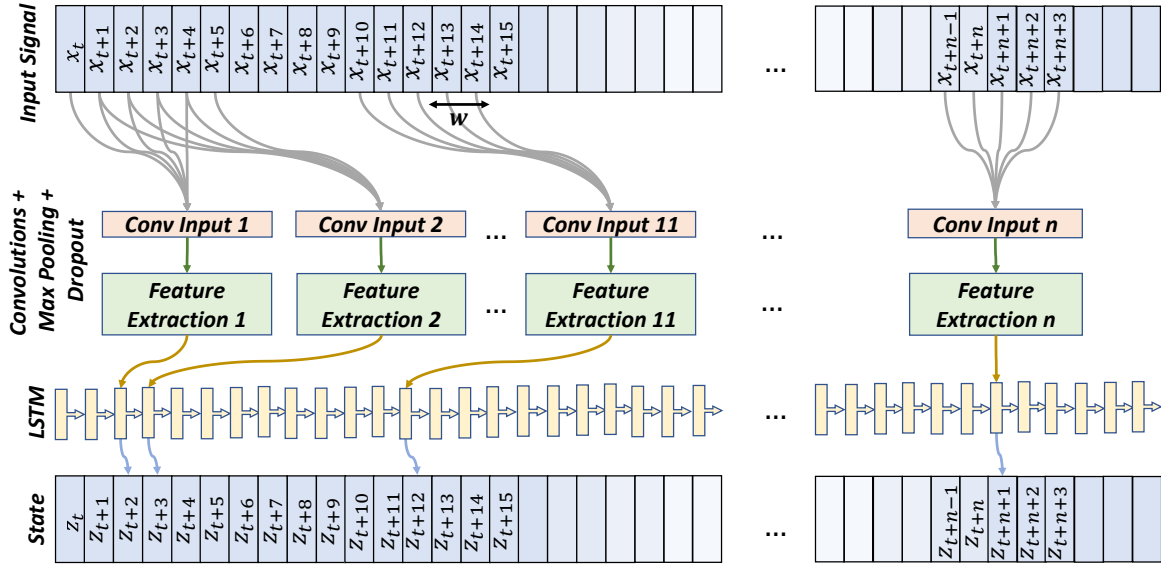 Input Signal
x_t
x_{t+1}
x_{t+2}
x_{t+3}
x_{t+4}
x_{t+5}
x_{t+6}
x_{t+7}
x_{t+8}
x_{t+9}
x_{t+10}
x_{t+11}
x_{t+12}
x_{t+13}
x_{t+14}
x_{t+15}
...
x_{t+n-1}
x_{t+n}
x_{t+n+1}
x_{t+n+2}
x_{t+n+3}
w
Convolutions +
Max Pooling +
Dropout
Conv Input 1
Conv Input 2
...
Conv Input 11
...
Conv Input n
Feature
Extraction 1
Feature
Extraction 2
...
Feature
Extraction 11
...
Feature
Extraction n
LSTM
...
State
z_t
z_{t+1}
z_{t+2}
z_{t+3}
z_{t+4}
z_{t+5}
z_{t+6}
z_{t+7}
z_{t+8}
z_{t+9}
z_{t+10}
z_{t+11}
z_{t+12}
z_{t+13}
z_{t+14}
z_{t+15}
...
z_{t+n-1}
z_{t+n}
z_{t+n+1}
z_{t+n+2}
z_{t+n+3}